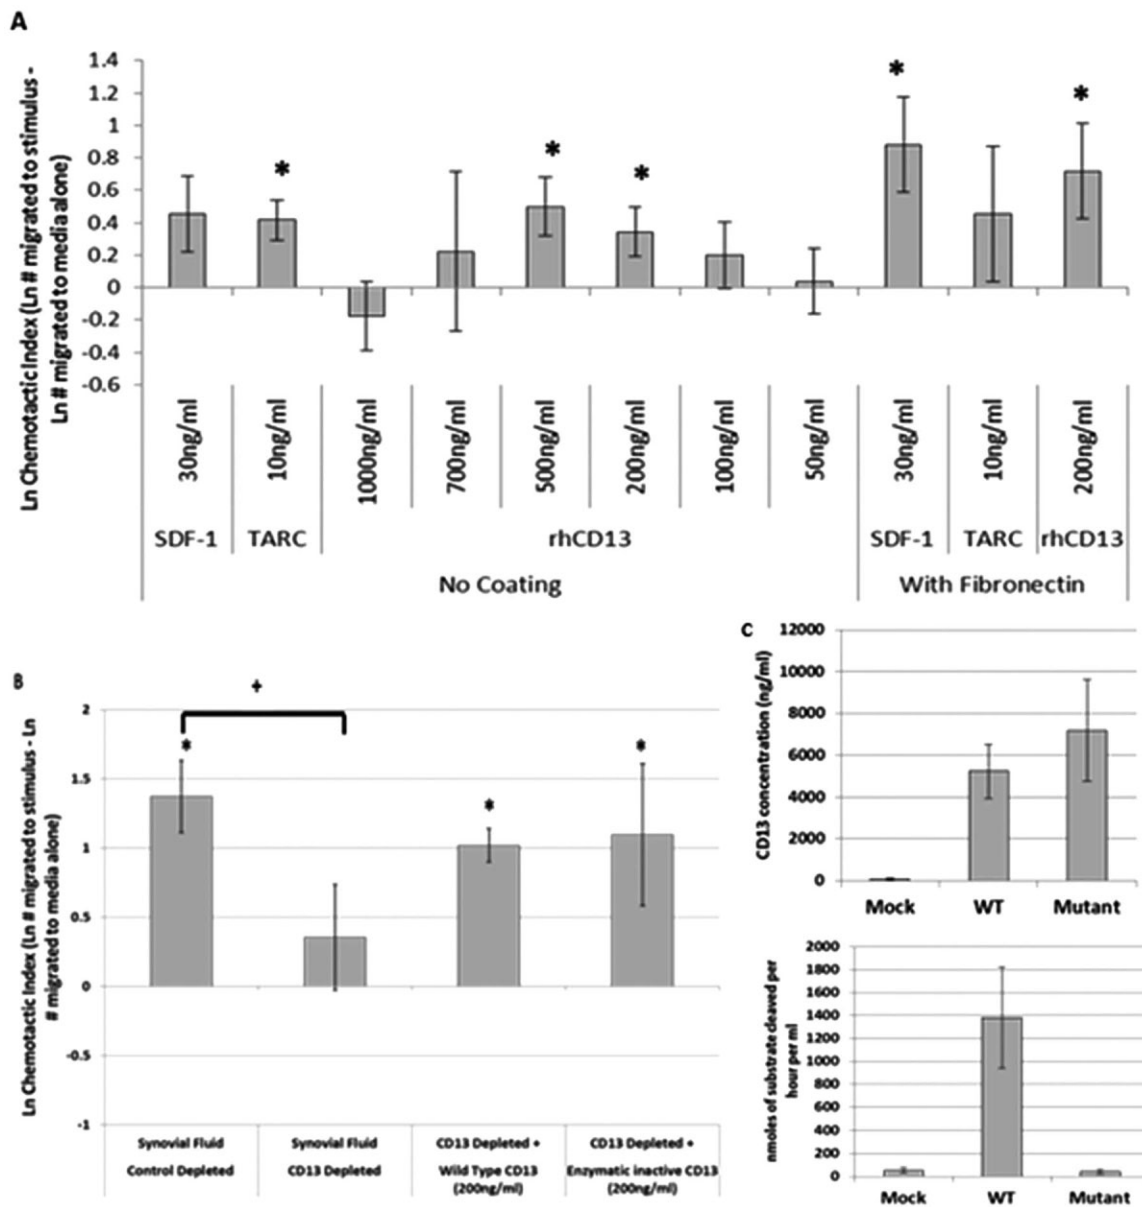 A
Ln Chemotactic Index (Ln # migrated to stimulus -
Ln # migrated to media alone)
1.4
1.2
1
0.8
0.6
0.4
0.2
0
-0.2
-0.4
-0.6
* * * * * *
30ng/ml 10ng/ml 1000ng/ml 700ng/ml 500ng/ml 200ng/ml 100ng/ml 50ng/ml 30ng/ml 10ng/ml 200ng/ml
SDF-1 TARC rhCD13 SDF-1 TARC rhCD13
No Coating With Fibronectin
B
Ln Chemotactic Index (Ln # migrated to stimulus - Ln
# migrated to media alone)
+
2
1.5
1
0.5
0
-0.5
-1
* * *
Synovial Fluid
Control Depleted
Synovial Fluid
CD13 Depleted
CD13 Depleted +
Wild Type CD13
(200ng/ml)
CD13 Depleted +
Enzymatic inactive CD13
(200ng/ml)
C
CD13 concentration (ng/ml)
12000
10000
8000
6000
4000
2000
0
Mock WT Mutant
nmoles of substrate cleaved per
hour per ml
2000
1800
1600
1400
1200
1000
800
600
400
200
0
Mock WT Mutant